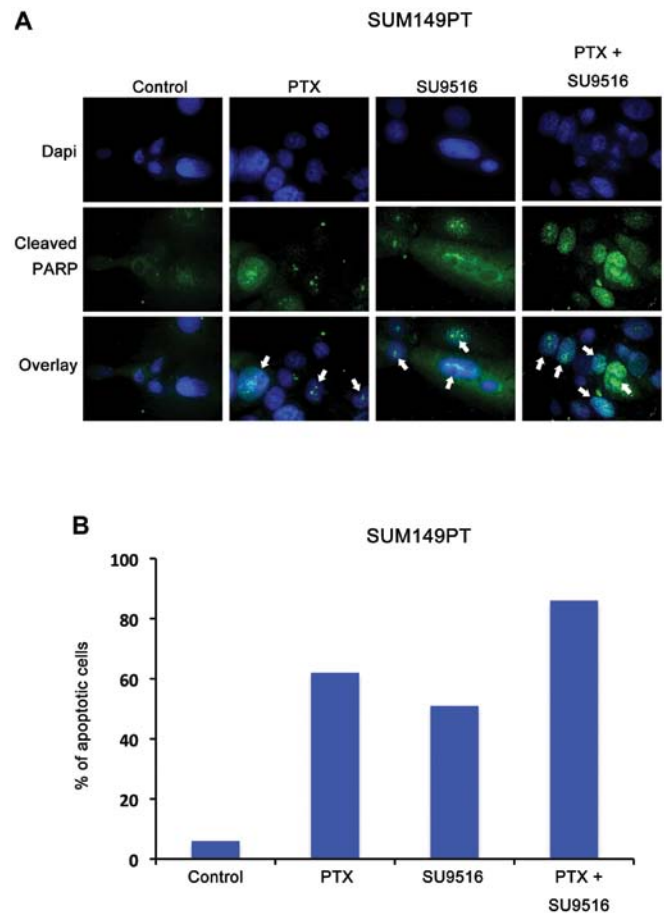 A
SUM149PT
Control
PTX
SU9516
PTX +
SU9516
Dapi
Cleaved
PARP
Overlay
B
SUM149PT
% of apoptotic cells
100
80
60
40
20
0
Control
PTX
SU9516
PTX +
SU9516